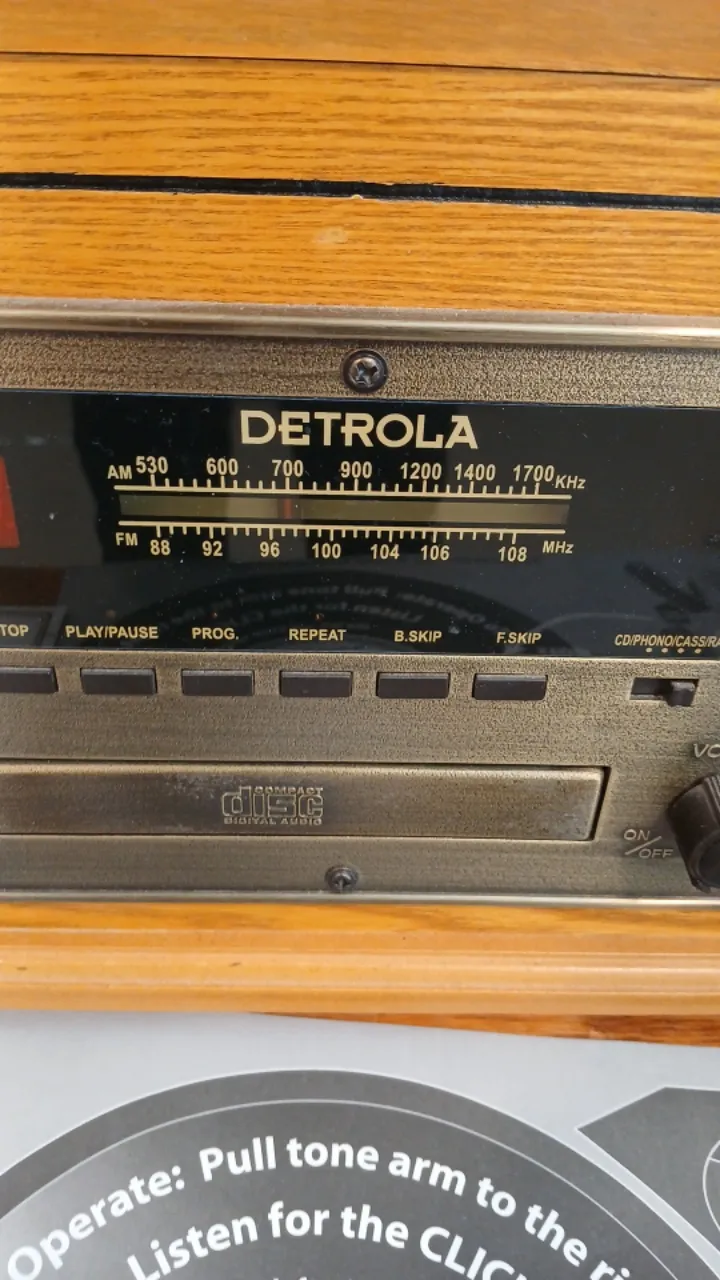 DETROLA
AM 530 600 700 900 1200 1400 1700 KHz
FM 88 92 96 100 104 106 108 MHz
TOP PLAY/PAUSE PROG. REPEAT B.SKIP F.SKIP CD/PHONO/CASS/RA
VO
COMPACT
disc
DIGITAL AUDIO
ON/OFF
Operate: Pull tone arm to the ri
Listen for the CLIC